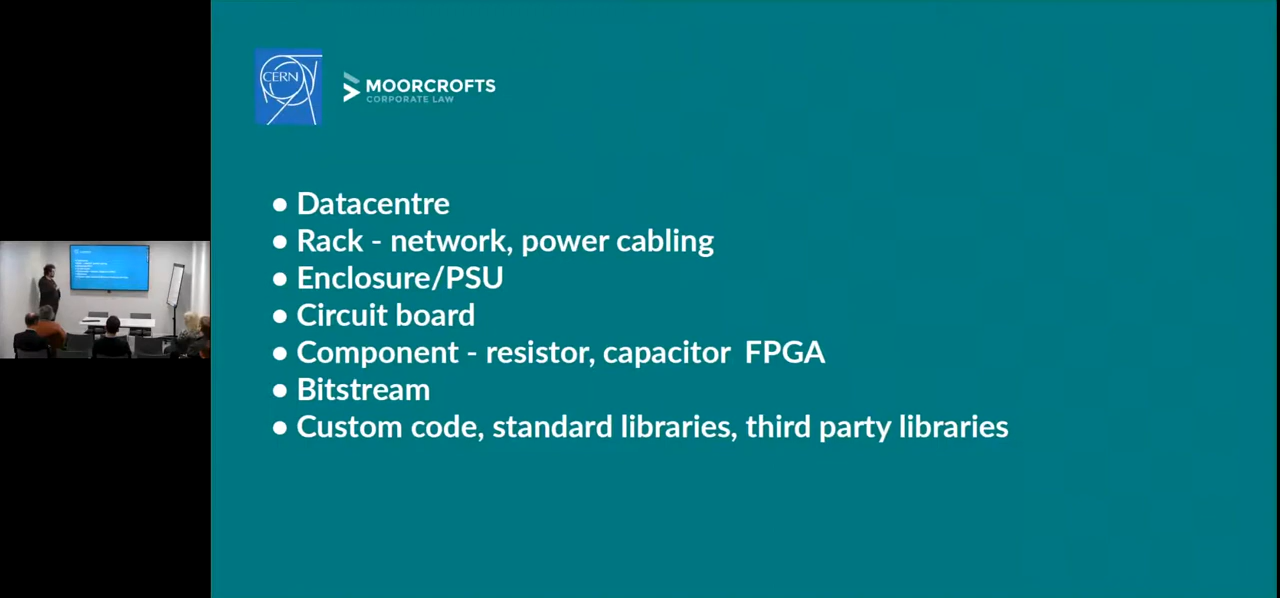 CERN
MOORCROFTS
CORPORATE LAW
● Datacentre
● Rack - network, power cabling
● Enclosure/PSU
● Circuit board
● Component - resistor, capacitor FPGA
● Bitstream
● Custom code, standard libraries, third party libraries